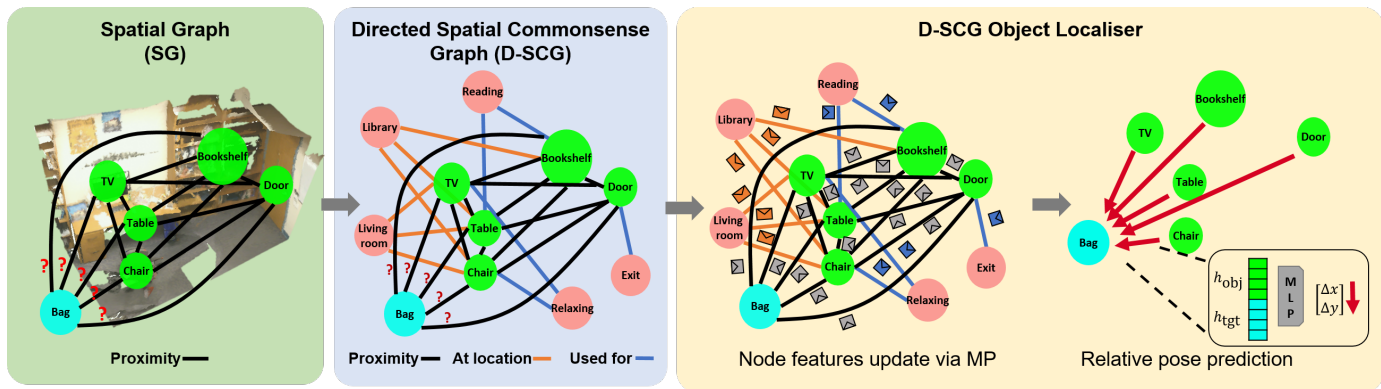 Spatial Graph
(SG)
Bookshelf
TV
Door
Table
Chair
?
?
?
?
?
Bag
Proximity
Directed Spatial Commonsense
Graph (D-SCG)
Reading
Library
Bookshelf
TV
Door
Living
room
Table
Chair
?
?
?
?
?
Exit
Relaxing
Bag
Proximity
At location
Used for
D-SCG Object Localiser
Reading
Library
Bookshelf
TV
Door
Living
room
Table
Chair
Exit
Relaxing
Bag
Node features update via MP
Bookshelf
TV
Door
Table
Chair
Bag
h_obj
h_tgt
M
L
P
[Δx]
[Δy]
Relative pose prediction